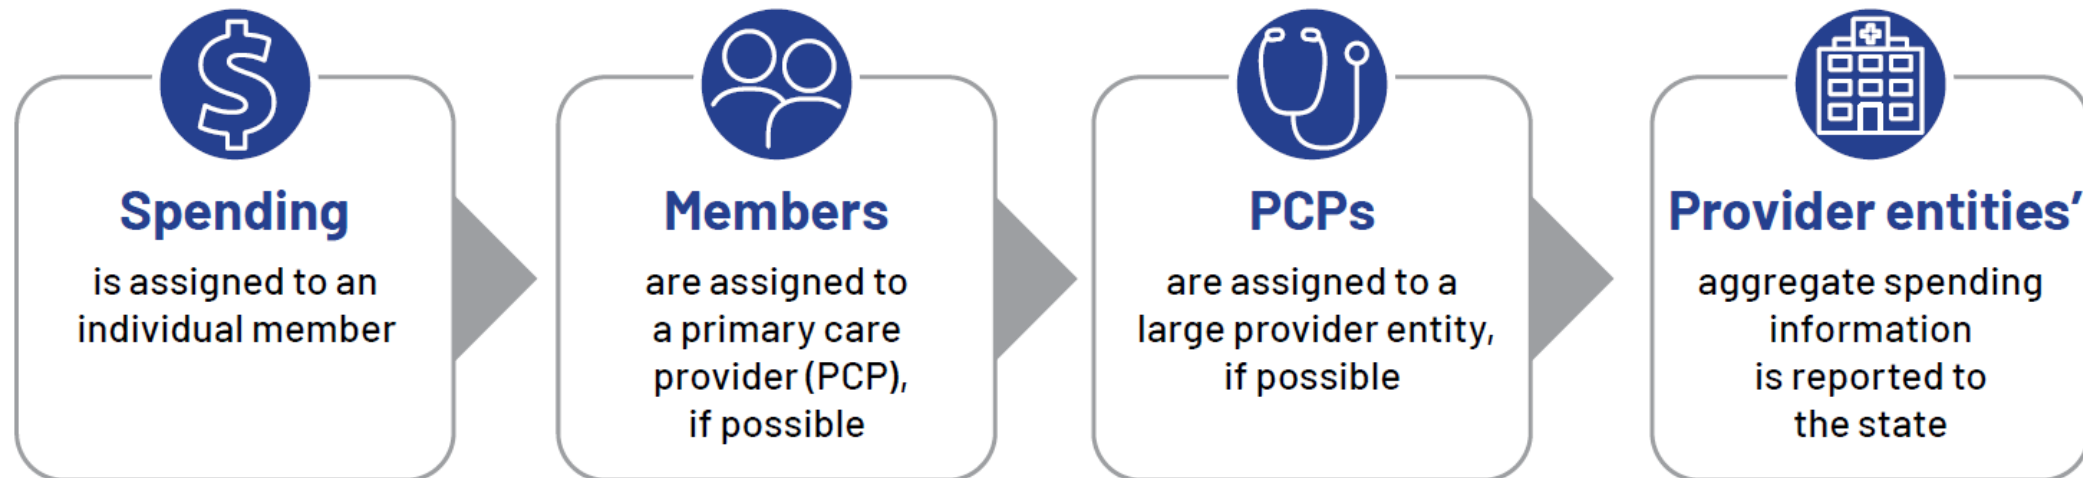 Spending
is assigned to an
individual member
Members
are assigned to
a primary care
provider (PCP),
if possible
PCPs
are assigned to a
large provider entity,
if possible
Provider entities’
aggregate spending
information
is reported to
the state